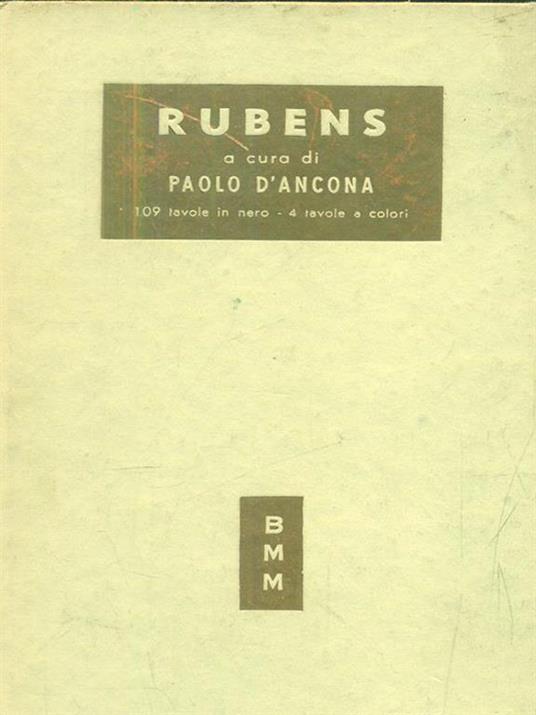 RUBENS
a cura di
PAOLO D'ANCONA
109 tavole in nero - 4 tavole a colori
B
M
M